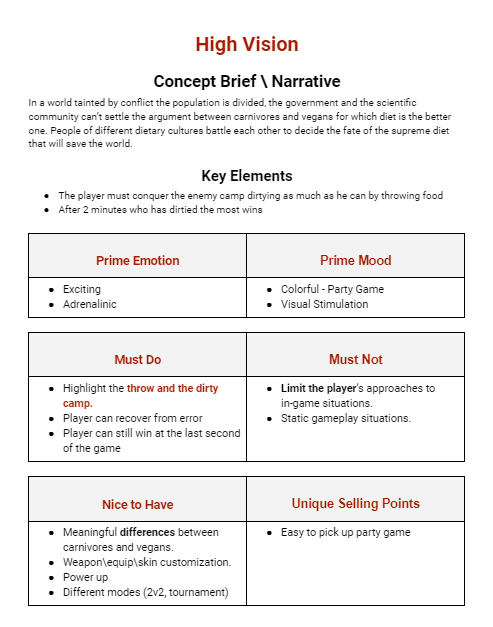 High Vision
Concept Brief \ Narrative
In a world tainted by conflict the population is divided, the government and the scientific
community can't settle the argument between carnivores and vegans for which diet is the better
one. People of different dietary cultures battle each other to decide the fate of the supreme diet
that will save the world.
Key Elements
● The player must conquer the enemy camp dirtying as much as he can by throwing food
● After 2 minutes who has dirtied the most wins
Prime Emotion
Prime Mood
● Exciting
● Adrenalinic
● Colorful - Party Game
● Visual Stimulation
Must Do
Must Not
● Highlight the throw and the dirty
camp.
● Player can recover from error
● Player can still win at the last second
of the game
● Limit the player's approaches to
in-game situations.
● Static gameplay situations.
Nice to Have
Unique Selling Points
● Meaningful differences between
carnivores and vegans.
● Weapon\equip\skin customization.
● Power up
● Different modes (2v2, tournament)
● Easy to pick up party game